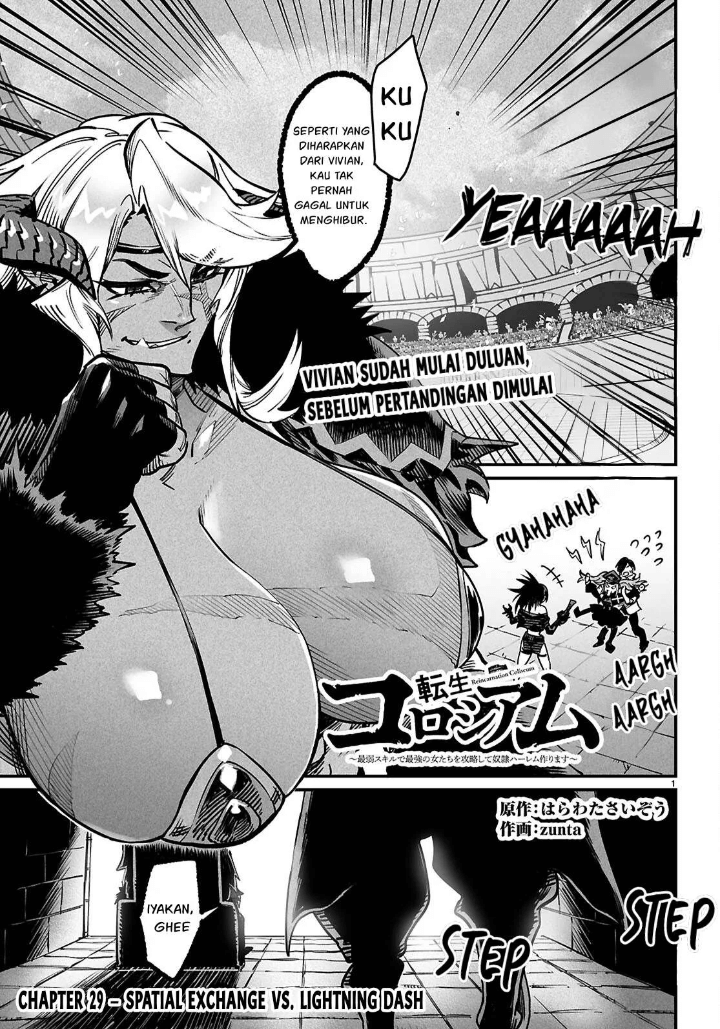 KU
KU
SEPERTI YANG
DIHARAPKAN
DARI VIVIAN,
KAU TAK
PERNAH
GAGAL UNTUK
MENGHIBUR.
YEAAAAAH
VIVIAN SUDAH MULAI DULUAN,
SEBELUM PERTANDINGAN DIMULAI
GYAHAHAHA
AARGH
AARGH
転生
Reincarnation Coliseum
コロシアム
〜最弱スキルで最強の女たちを攻略して奴隷ハーレム作ります〜
1
原作:はらわたさいぞう
作画:zunta
IYAKAN,
GHEE
STEP
STEP
CHAPTER 29 – SPATIAL EXCHANGE VS. LIGHTNING DASH